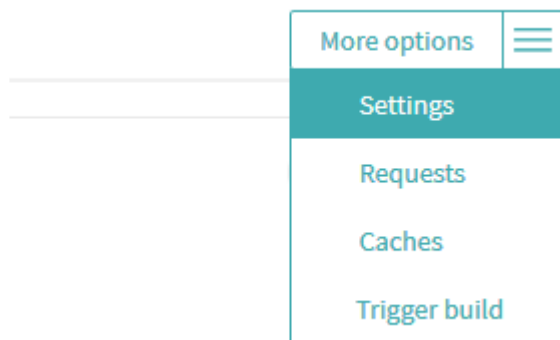 More options
Settings
Requests
Caches
Trigger build